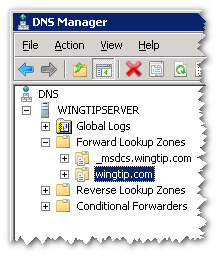 DNS Manager
File Action View Help
DNS
WINGTIPSERVER
Global Logs
Forward Lookup Zones
_msdcs.wingtip.com
wingtip.com
Reverse Lookup Zones
Conditional Forwarders